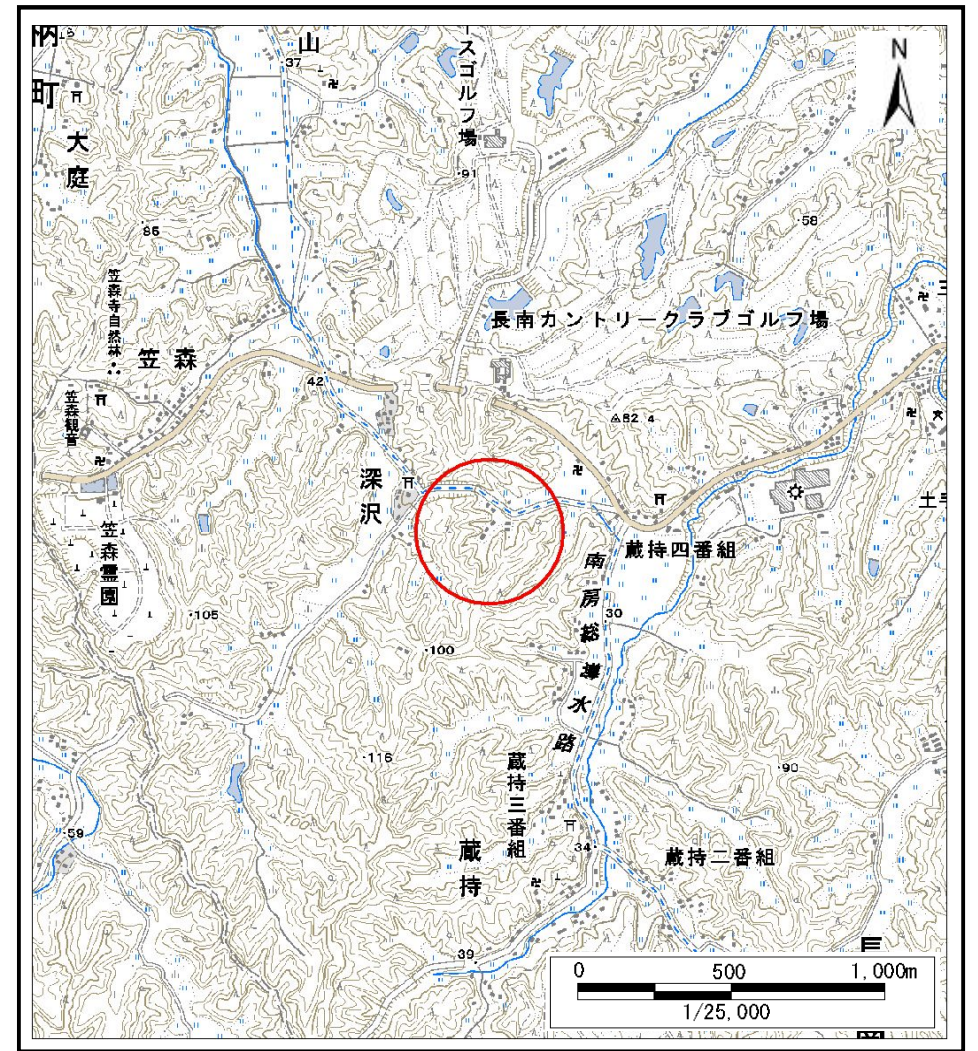 柄町
大庭
山
37
スゴルフ場
N
91
86
58
笠森寺自然林
長南カントリークラブゴルフ場
笠森
42
笠森観音
82.4
深沢
土
蔵持四番組
笠森霊園
南房総導水路
105
30
100
116
蔵持三番組
90
59
蔵持
34
蔵持二番組
39
長
0 500 1,000m
1/25,000